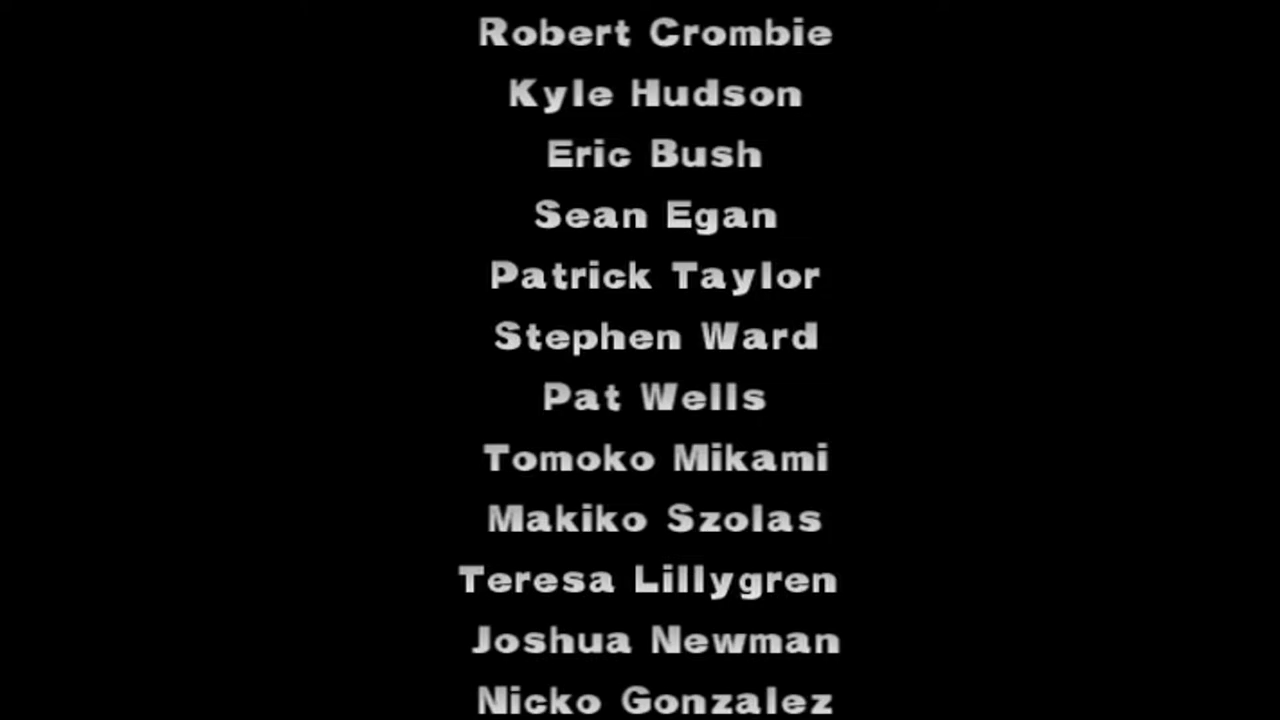 Robert Crombie
Kyle Hudson
Eric Bush
Sean Egan
Patrick Taylor
Stephen Ward
Pat Wells
Tomoko Mikami
Makiko Szolas
Teresa Lillygren
Joshua Newman
Nicko Gonzalez